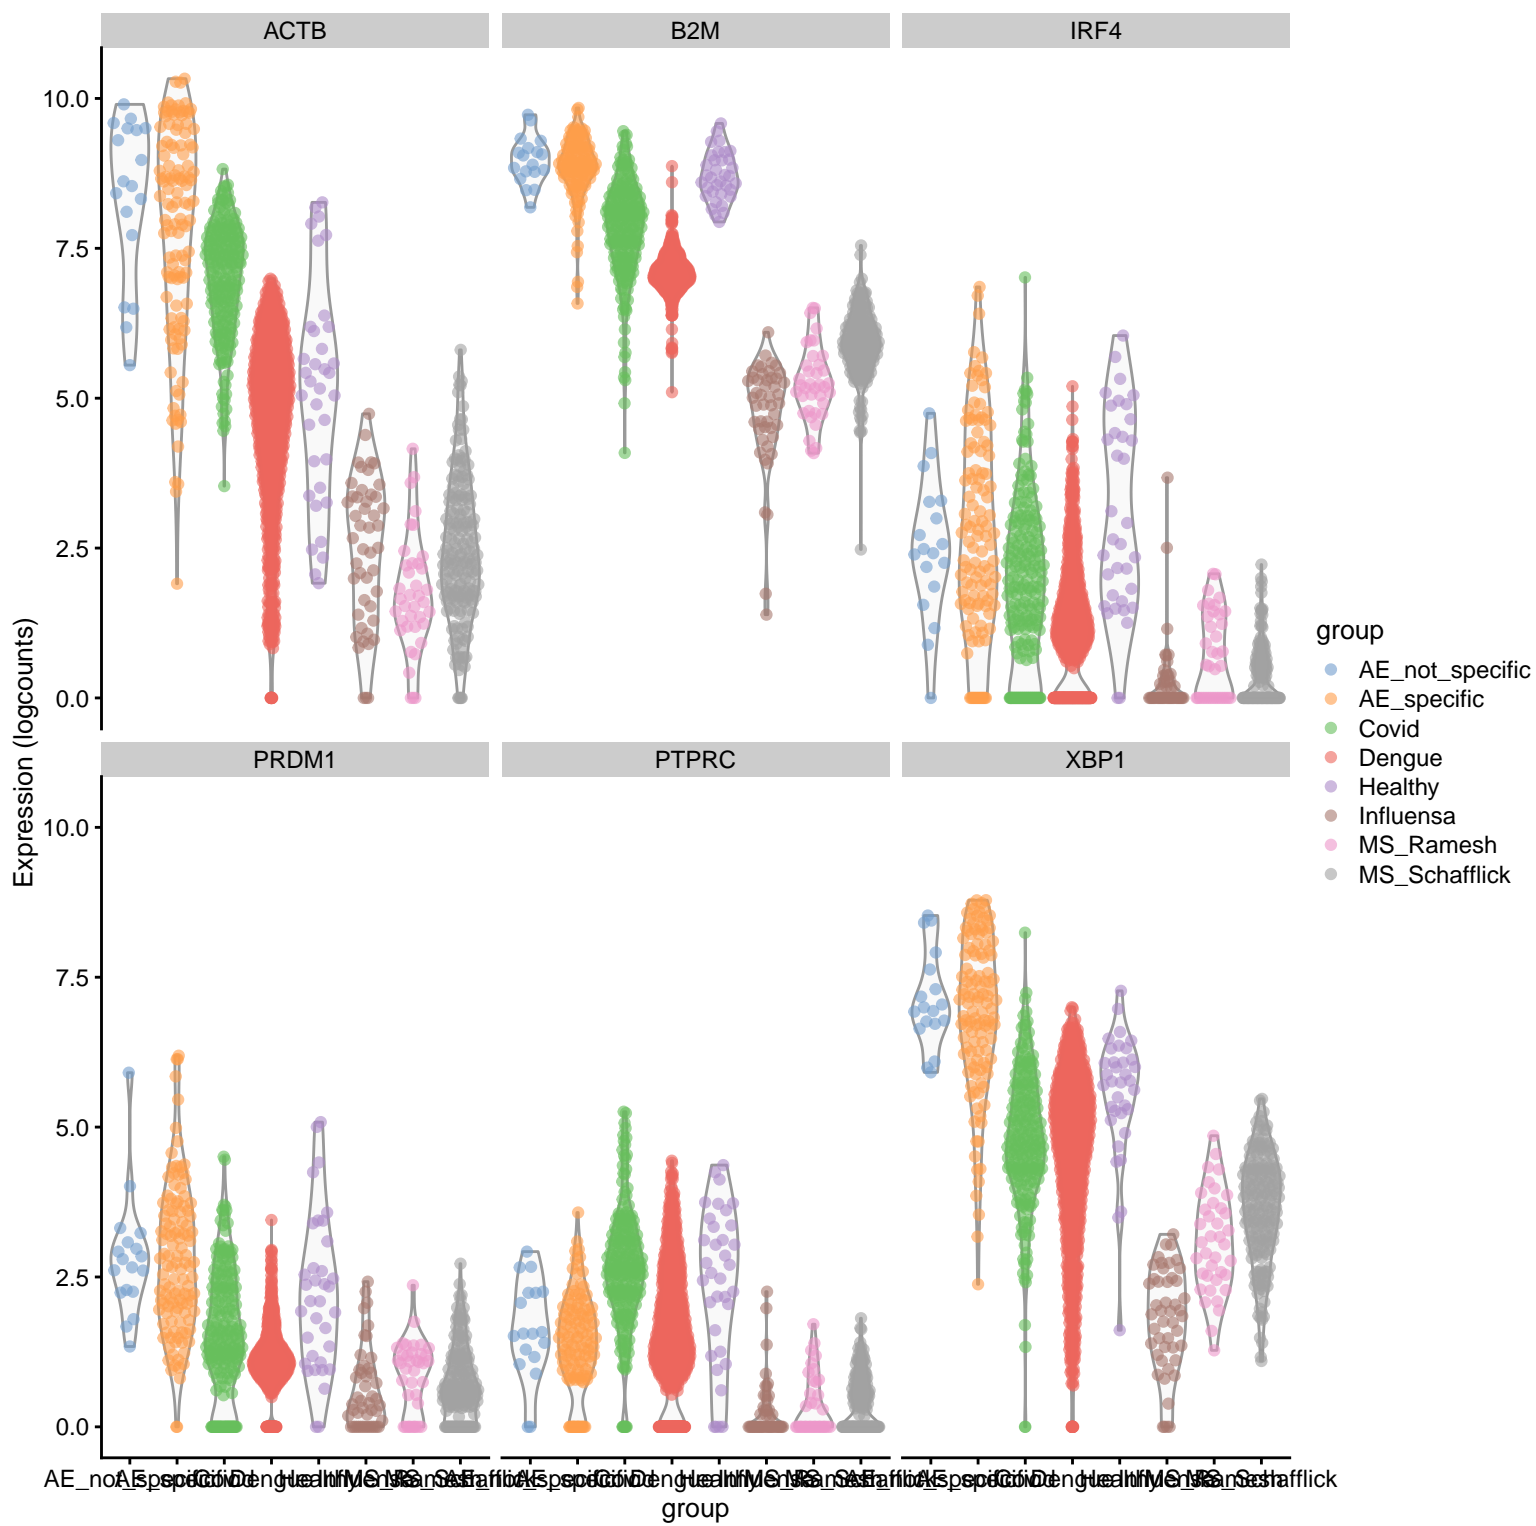 ACTB B2M IRF4
10.0
7.5
5.0
2.5
0.0
Expression (logcounts)
PRDM1 PTPRC XBP1
10.0
7.5
5.0
2.5
0.0
group
group
AE_not_specific
AE_specific
Covid
Dengue
Healthy
Influensa
MS_Ramesh
MS_Schafflick